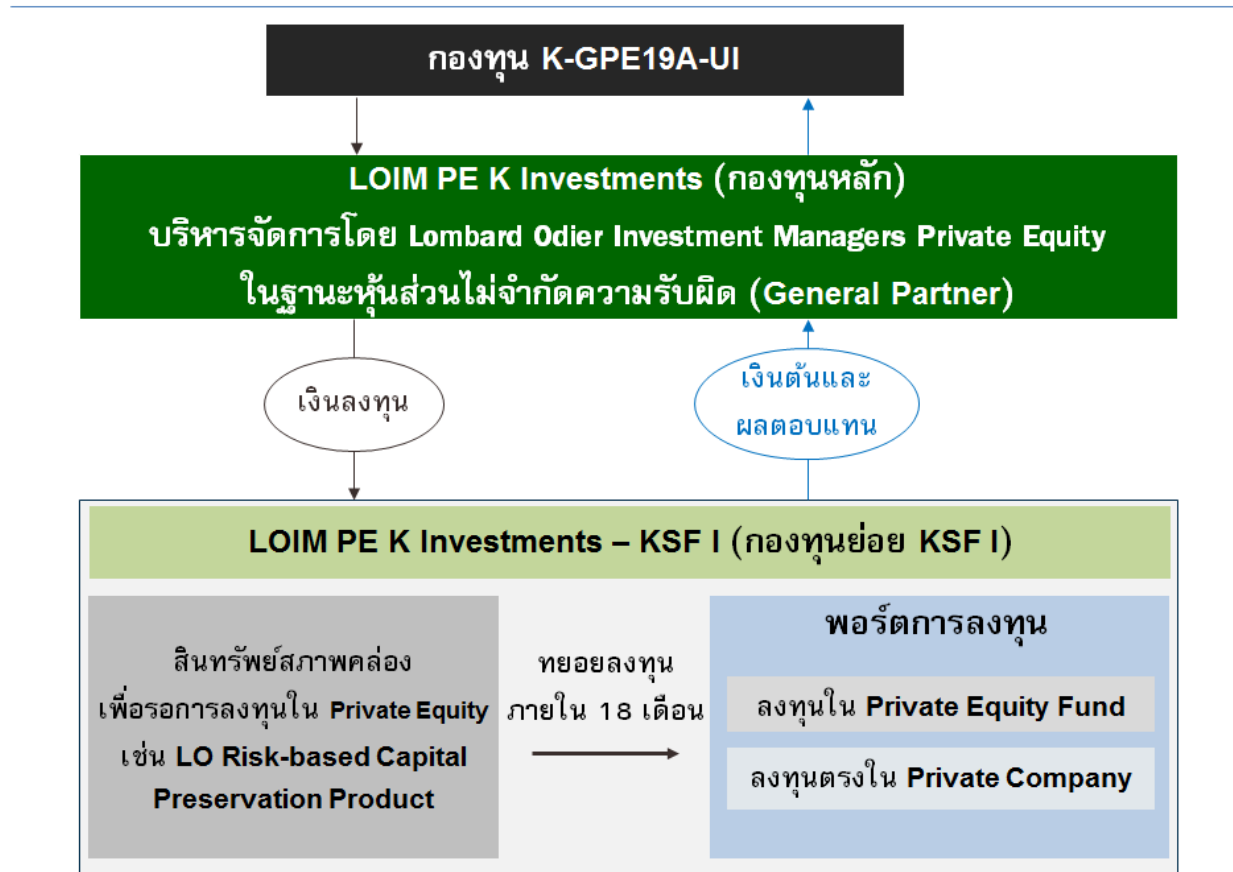 กองทุน K-GPE19A-UI
LOIM PE K Investments (กองทุนหลัก)
บริหารจัดการโดย Lombard Odier Investment Managers Private Equity
ในฐานะหุ้นส่วนไม่จำกัดความรับผิด (General Partner)
เงินลงทุน
เงินต้นและ
ผลตอบแทน
LOIM PE K Investments – KSF I (กองทุนย่อย KSF I)
สินทรัพย์สภาพคล่อง
เพื่อรอการลงทุนใน Private Equity
เช่น LO Risk-based Capital
Preservation Product
ทยอยลงทุน
ภายใน 18 เดือน
พอร์ตการลงทุน
ลงทุนใน Private Equity Fund
ลงทุนตรงใน Private Company